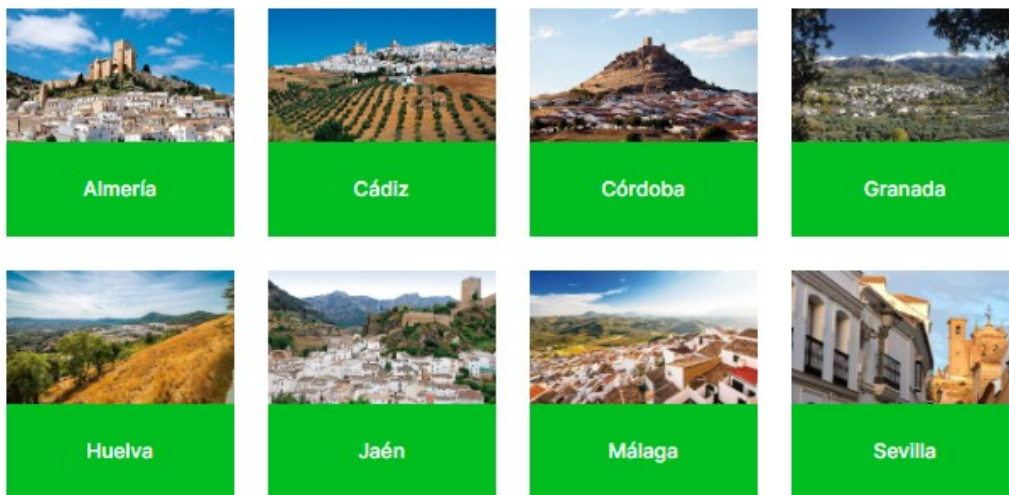 Almería
Cádiz
Córdoba
Granada
Huelva
Jaén
Málaga
Sevilla